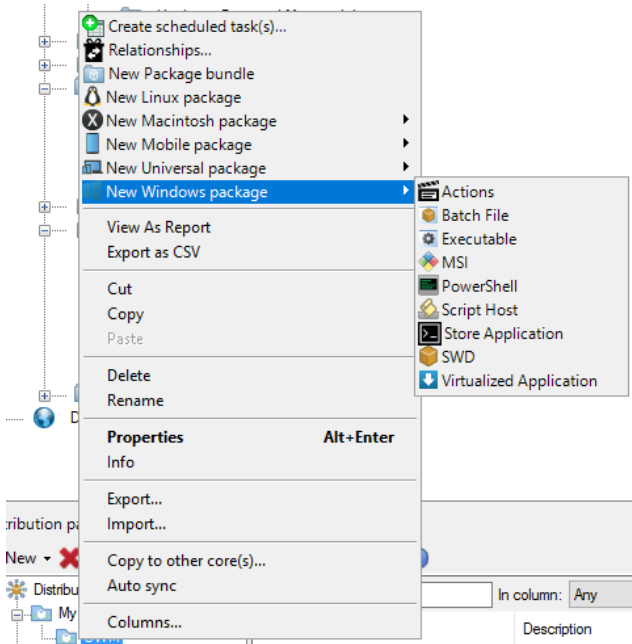 Create scheduled task(s)...
Relationships...
New Package bundle
New Linux package
New Macintosh package
New Mobile package
New Universal package
New Windows package
Actions
Batch File
Executable
MSI
PowerShell
Script Host
Store Application
SWD
Virtualized Application
View As Report
Export as CSV
Cut
Copy
Paste
Delete
Rename
Properties Alt+Enter
Info
Export...
Import...
Copy to other core(s)...
Auto sync
Columns...
D
tribution pa
New
Distribu
My
In column: Any
Description